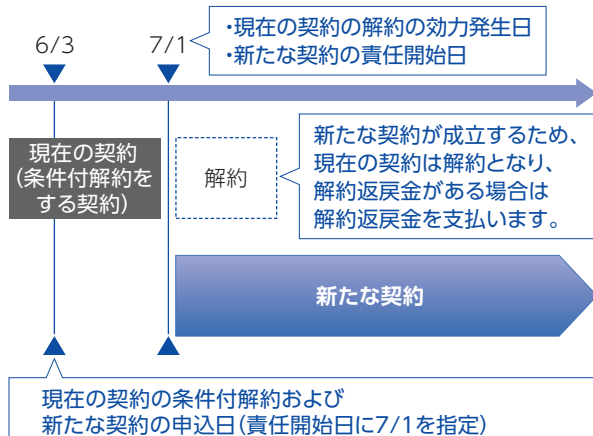 6/3
7/1
・現在の契約の解約の効力発生日
・新たな契約の責任開始日
現在の契約
(条件付解約を
する契約)
解約
新たな契約が成立するため、
現在の契約は解約となり、
解約返戻金がある場合は
解約返戻金を支払います。
新たな契約
現在の契約の条件付解約および
新たな契約の申込日(責任開始日に7/1を指定)